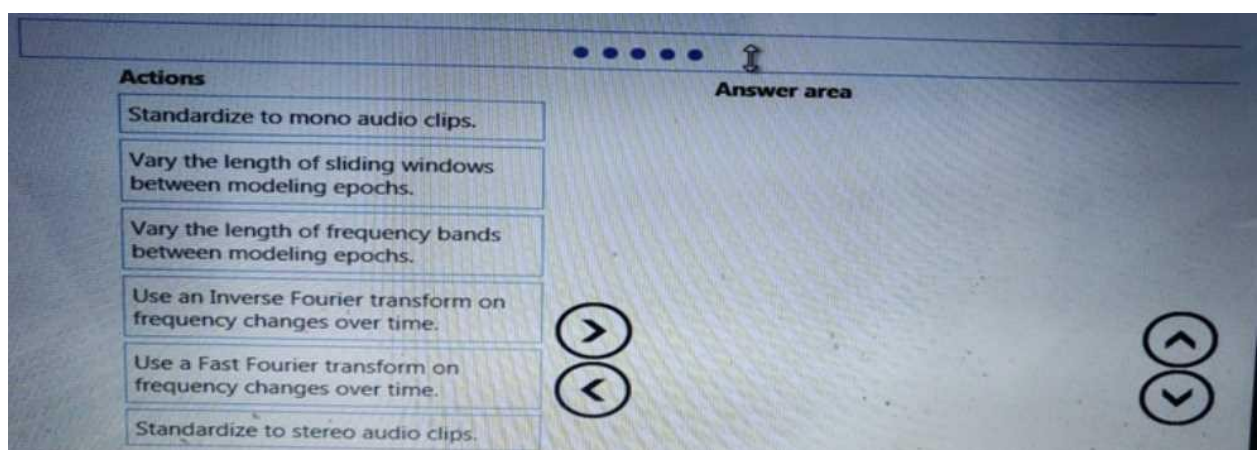 Actions
Answer area
Standardize to mono audio clips.
Vary the length of sliding windows
between modeling epochs.
Vary the length of frequency bands
between modeling epochs.
Use an Inverse Fourier transform on
frequency changes over time.
Use a Fast Fourier transform on
frequency changes over time.
Standardize to stereo audio clips.